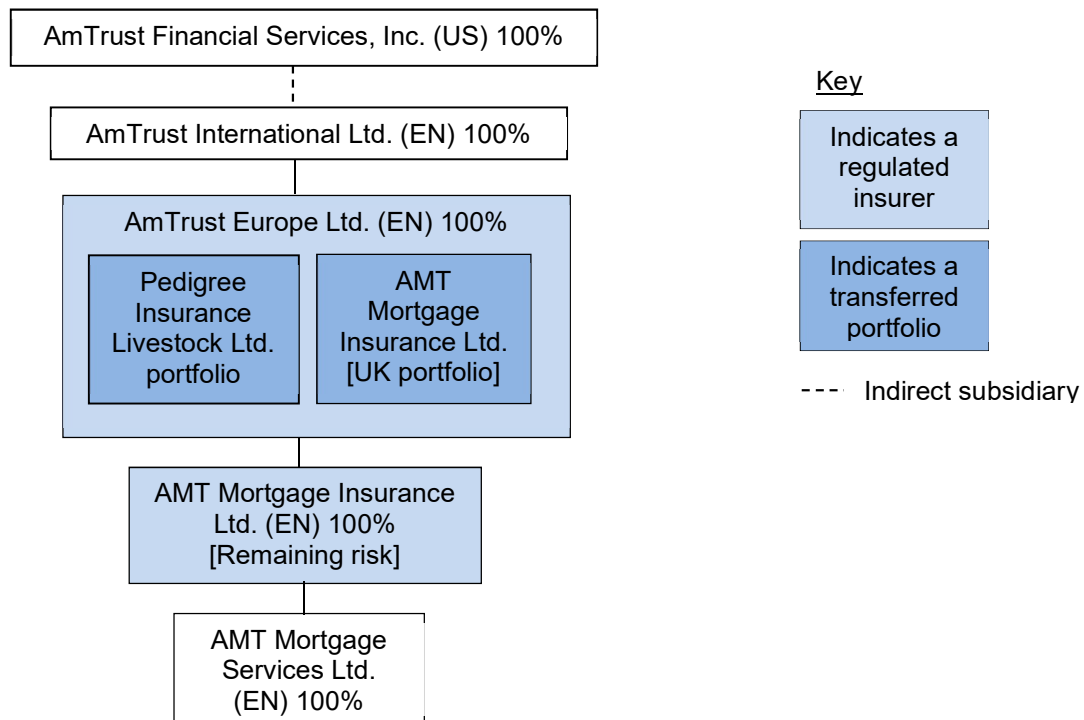 AmTrust Financial Services, Inc. (US) 100%
AmTrust International Ltd. (EN) 100%
AmTrust Europe Ltd. (EN) 100%
Pedigree
Insurance
Livestock Ltd.
portfolio
AMT
Mortgage
Insurance Ltd.
[UK portfolio]
AMT Mortgage Insurance
Ltd. (EN) 100%
[Remaining risk]
AMT Mortgage
Services Ltd.
(EN) 100%
Key
Indicates a
regulated
insurer
Indicates a
transferred
portfolio
Indirect subsidiary